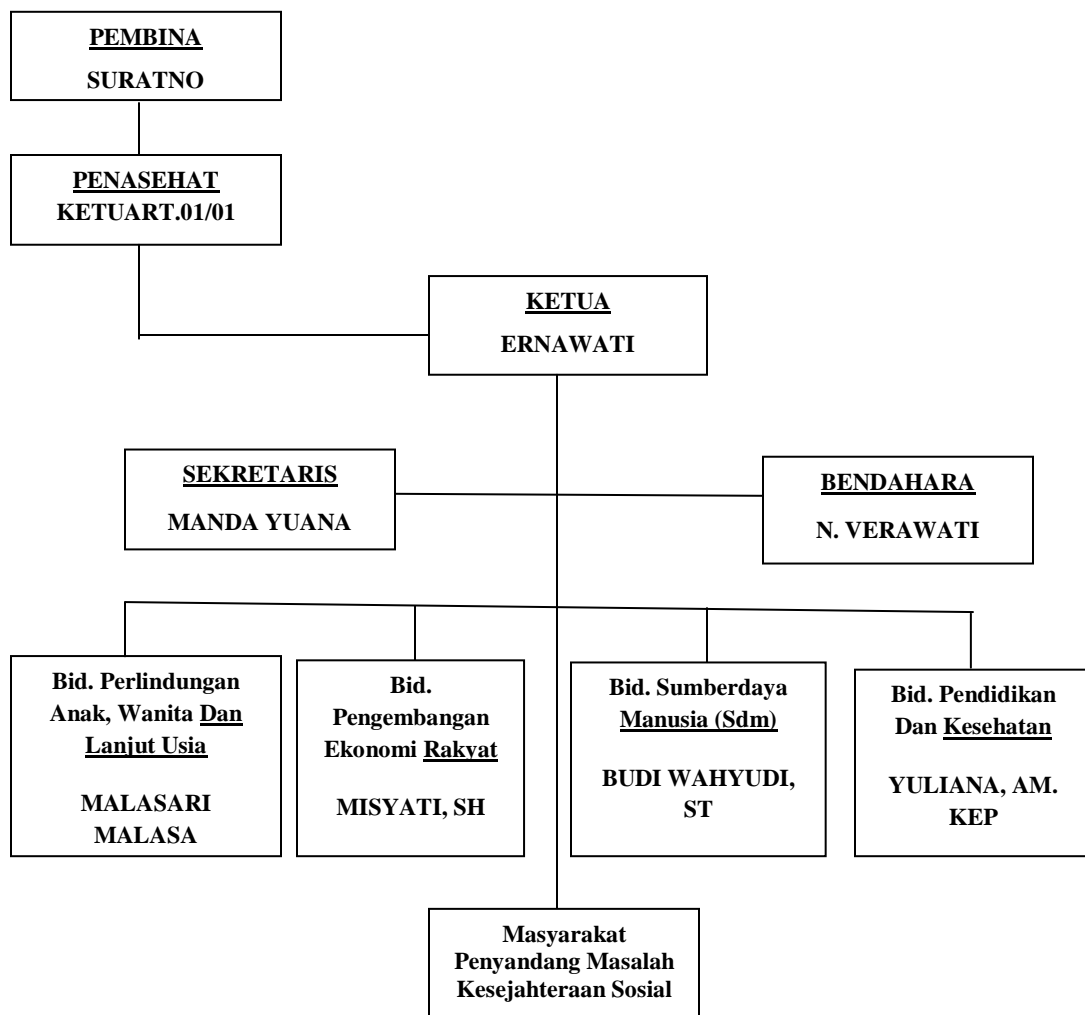 PEMBINA
SURATNO
PENASEHAT
KETUART.01/01
KETUA
ERNAWATI
SEKRETARIS
MANDA YUANA
BENDAHARA
N. VERAWATI
Bid. Perlindungan
Anak, Wanita Dan
Lanjut Usia
MALASARI
MALASA
Bid.
Pengembangan
Ekonomi Rakyat
MISYATI, SH
Bid. Sumberdaya
Manusia (Sdm)
BUDI WAHYUDI,
ST
Bid. Pendidikan
Dan Kesehatan
YULIANA, AM.
KEP
Masyarakat
Penyandang Masalah
Kesejahteraan Sosial